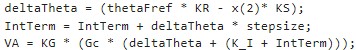 deltaTheta = (thetaFref * KR - x(2)* KS);
IntTerm = IntTerm + deltaTheta * stepsize;
VA = KG * (Gc * (deltaTheta + (K_I + IntTerm)));